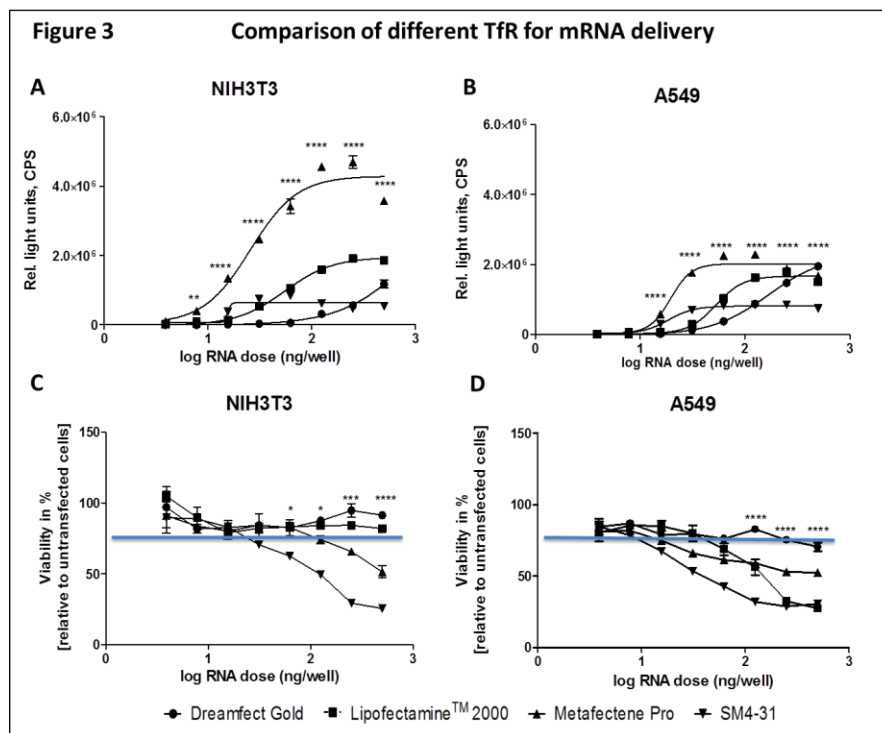 Figure 3 Comparison of different TfR for mRNA delivery
A
NIH3T3
Rel. light units, CPS
6.0×10⁶
4.0×10⁶
2.0×10⁶
0
** **** **** **** **** **** ****
0 1 2 3
log RNA dose (ng/well)
B
A549
Rel. light units, CPS
6.0×10⁶
4.0×10⁶
2.0×10⁶
0
**** **** **** **** **** ****
0 1 2 3
log RNA dose (ng/well)
C
NIH3T3
Viability in %
[relative to untransfected cells]
150
100
50
0
* * *** ****
0 1 2 3
log RNA dose (ng/well)
D
A549
Viability in %
[relative to untransfected cells]
150
100
50
0
**** **** ****
0 1 2 3
log RNA dose (ng/well)
Dreamfect Gold Lipofectamine™ 2000 Metafectene Pro SM4-31